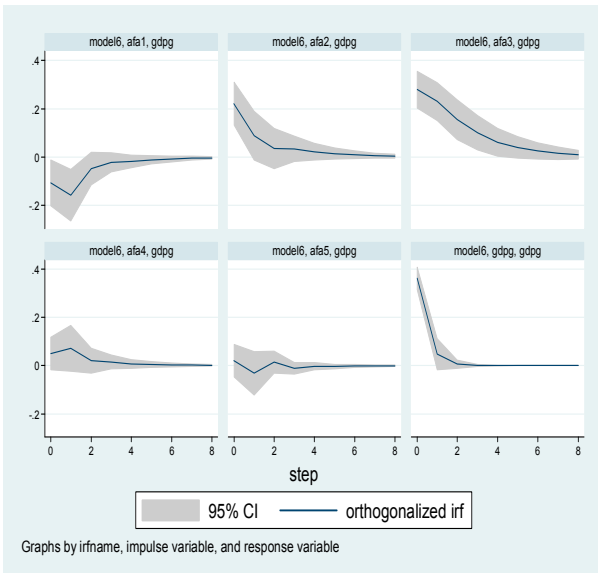 model6, afa1, gdpg
model6, afa2, gdpg
model6, afa3, gdpg
.4
.2
0
-.2
model6, afa4, gdpg
model6, afa5, gdpg
model6, gdpg, gdpg
.4
.2
0
-.2
0 2 4 6 8
0 2 4 6 8
0 2 4 6 8
step
95% CI
orthogonalized irf
Graphs by irfname, impulse variable, and response variable